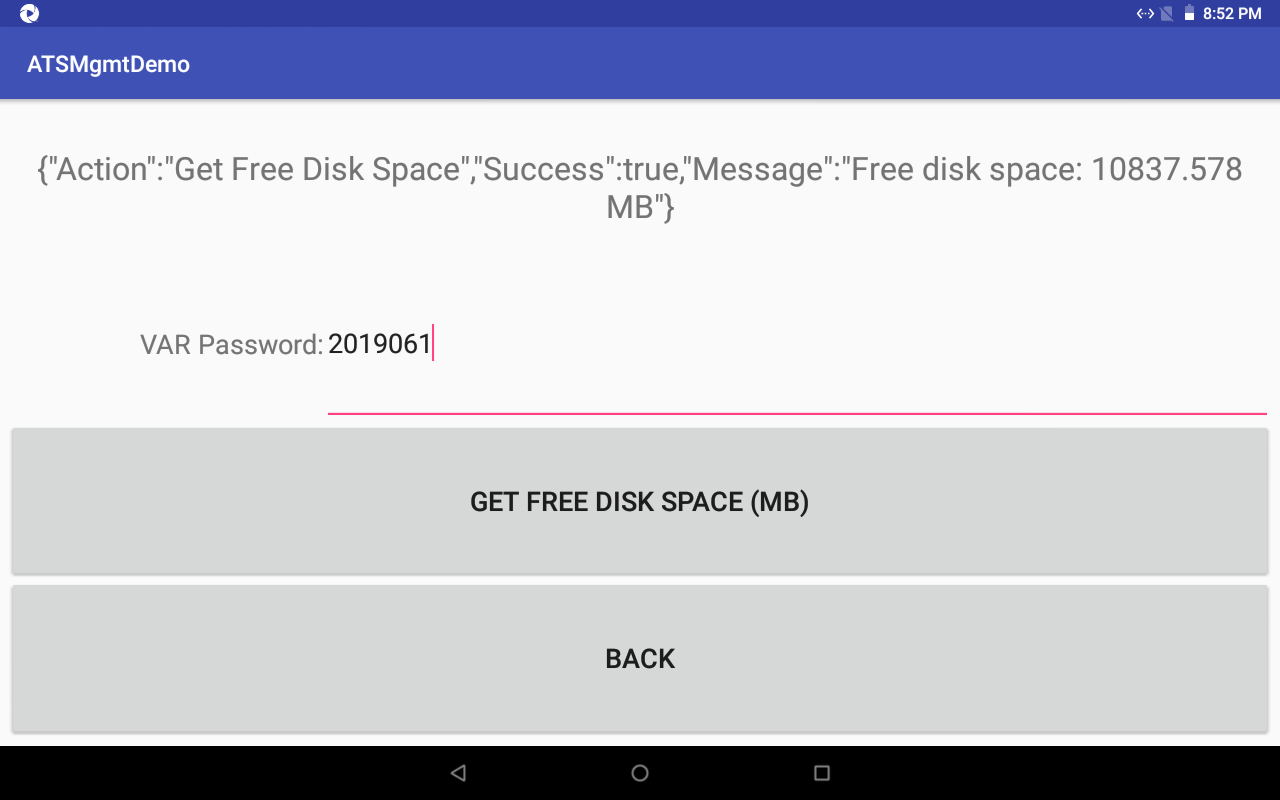 8:52 PM
ATSMgmtDemo
{"Action":"Get Free Disk Space","Success":true,"Message":"Free disk space: 10837.578
MB"}
VAR Password: 2019061
GET FREE DISK SPACE (MB)
BACK